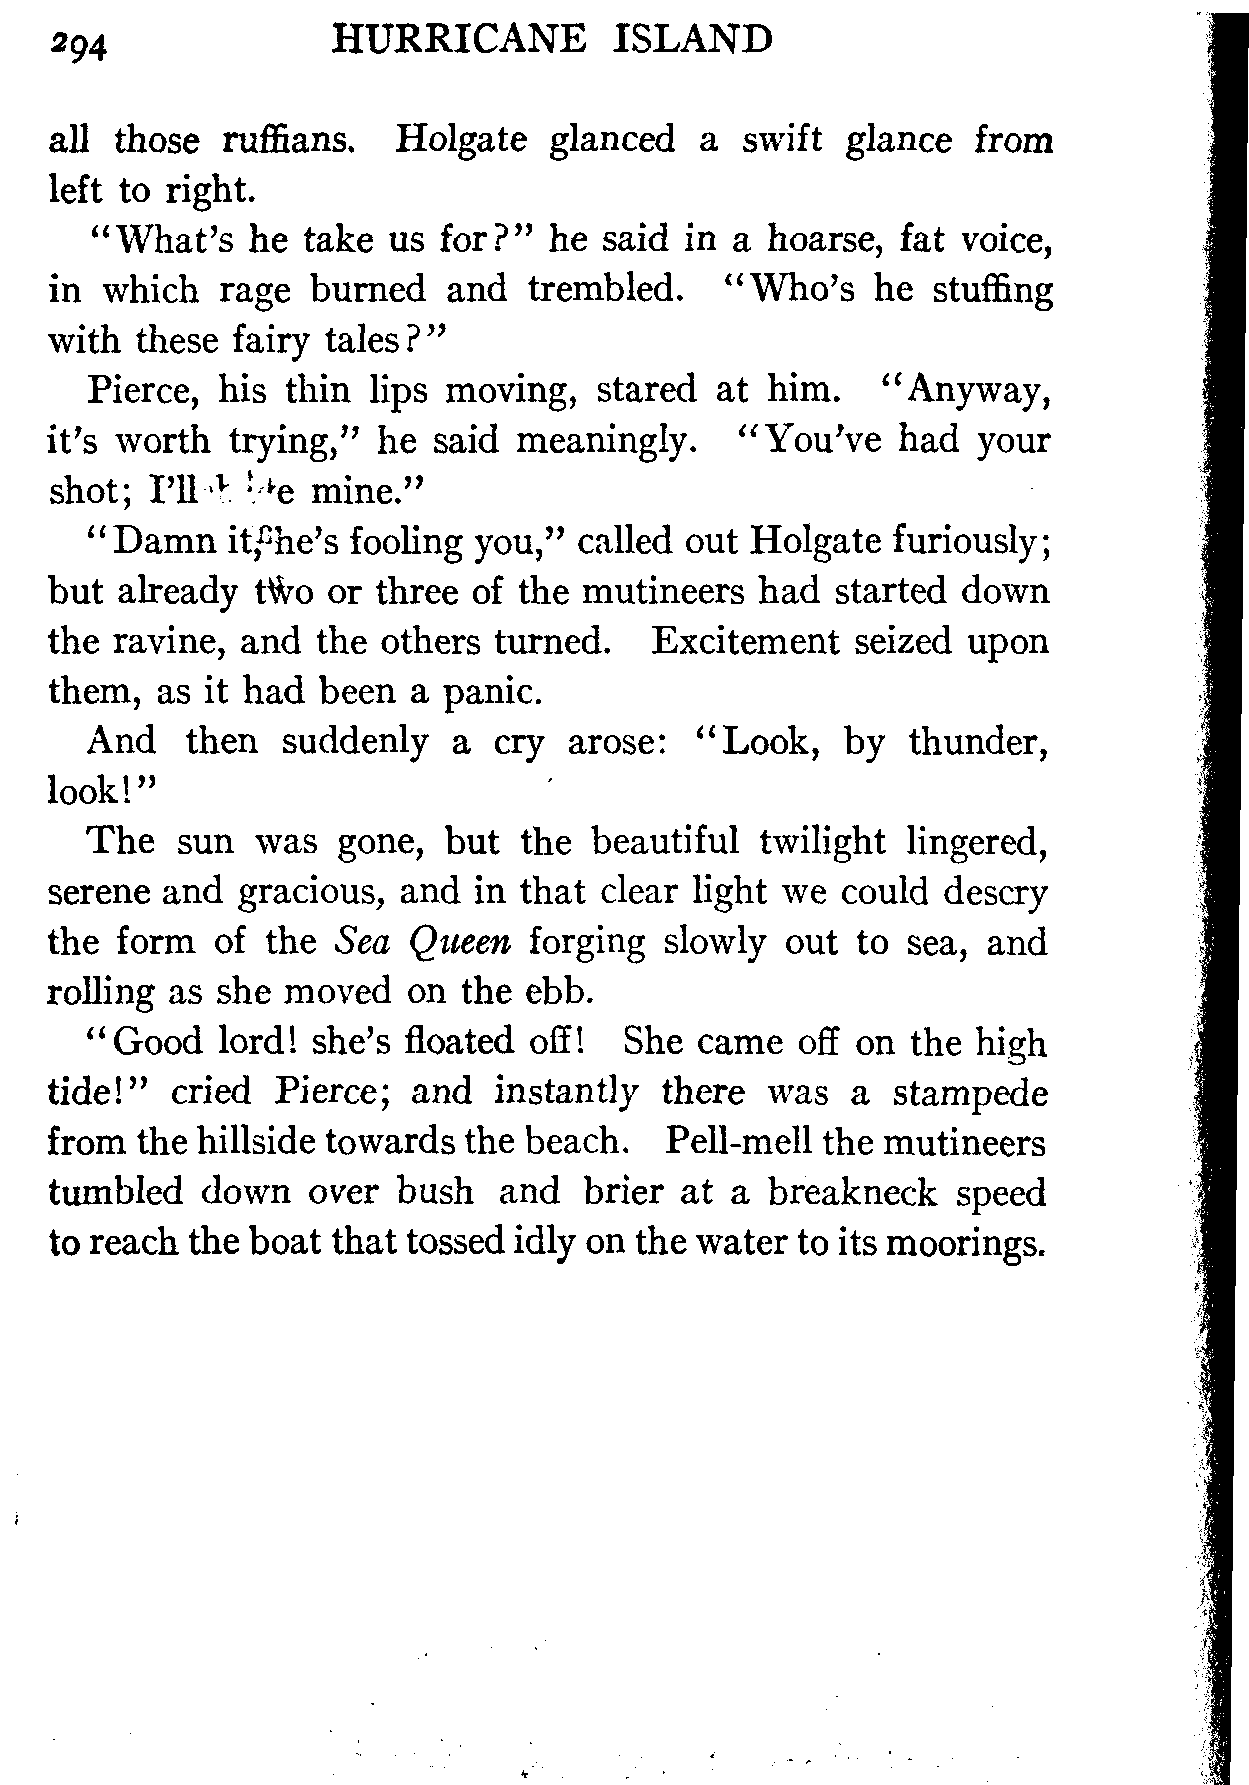 294 HURRICANE ISLAND
all those ruffians. Holgate glanced a swift glance from
left to right.
"What's he take us for?" he said in a hoarse, fat voice,
in which rage burned and trembled. "Who's he stuffing
with these fairy tales?"
Pierce, his thin lips moving, stared at him. "Anyway,
it's worth trying," he said meaningly. "You've had your
shot; I'll mine."
"Damn it, he's fooling you," called out Holgate furiously;
but already two or three of the mutineers had started down
the ravine, and the others turned. Excitement seized upon
them, as it had been a panic.
And then suddenly a cry arose: "Look, by thunder,
look!"
The sun was gone, but the beautiful twilight lingered,
serene and gracious, and in that clear light we could descry
the form of the Sea Queen forging slowly out to sea, and
rolling as she moved on the ebb.
"Good lord! she's floated off! She came off on the high
tide!" cried Pierce; and instantly there was a stampede
from the hillside towards the beach. Pell-mell the mutineers
tumbled down over bush and brier at a breakneck speed
to reach the boat that tossed idly on the water to its moorings.